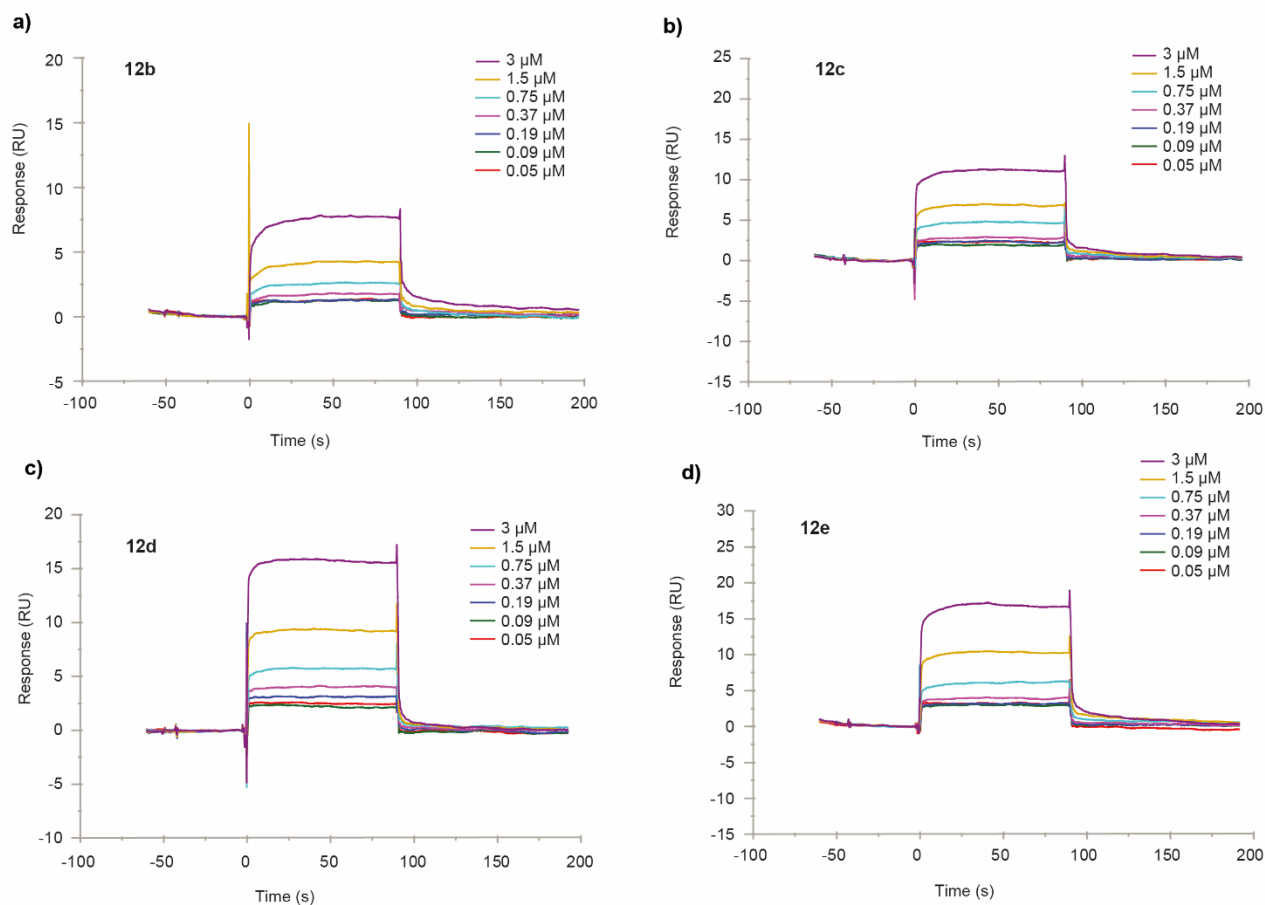 a)
12b
Response (RU)
20
15
10
5
0
-5
-100
-50
0
50
100
150
200
Time (s)
3 µM
1.5 µM
0.75 µM
0.37 µM
0.19 µM
0.09 µM
0.05 µM
b)
12c
Response (RU)
25
20
15
10
5
0
-5
-10
-15
-100
-50
0
50
100
150
200
Time (s)
3 µM
1.5 µM
0.75 µM
0.37 µM
0.19 µM
0.09 µM
0.05 µM
c)
12d
Response (RU)
20
15
10
5
0
-5
-10
-100
-50
0
50
100
150
200
Time (s)
3 µM
1.5 µM
0.75 µM
0.37 µM
0.19 µM
0.09 µM
0.05 µM
d)
12e
Response (RU)
30
25
20
15
10
5
0
-5
-10
-15
-100
-50
0
50
100
150
200
Time (s)
3 µM
1.5 µM
0.75 µM
0.37 µM
0.19 µM
0.09 µM
0.05 µM